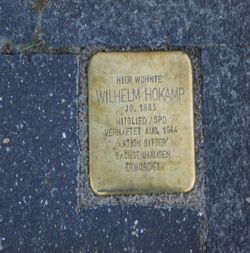 HIER WOHNTE
WILHELM HOKAMP
JG. 1885
MITGLIED / SPD
VERHAFTET AUG. 1944
'AKTION GITTER'
SACHSENHAUSEN
ERMORDET